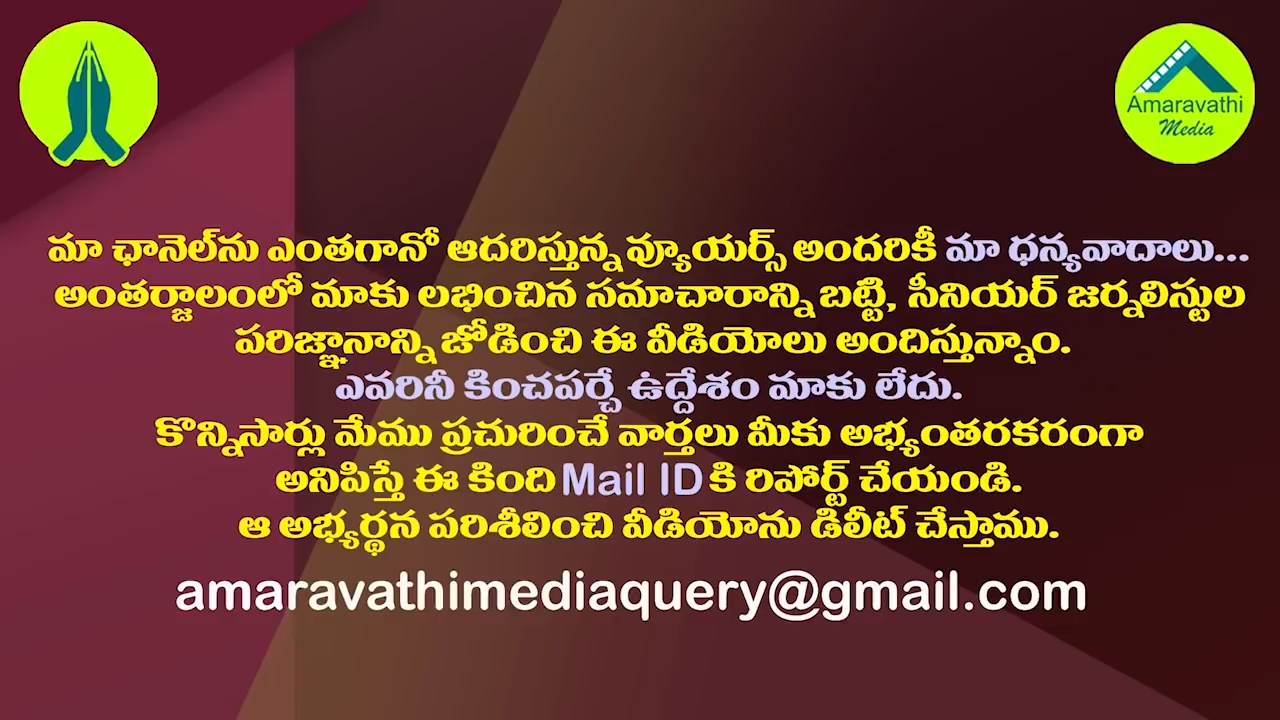 Amaravathi
Media
మా ఛానెల్‌ను ఎంతగానో ఆదరిస్తున్న వ్యూయర్స్ అందరికీ మా ధన్యవాదాలు...
అంతర్జాలంలో మాకు లభించిన సమాచారాన్ని బట్టి, సీనియర్ జర్నలిస్టుల
పరిజ్ఞానాన్ని జోడించి ఈ వీడియోలు అందిస్తున్నాం.
ఎవరినీ కించపర్చే ఉద్దేశం మాకు లేదు.
కొన్నిసార్లు మేము ప్రచురించే వార్తలు మీకు అభ్యంతరకరంగా
అనిపిస్తే ఈ కింది Mail ID కి రిపోర్ట్ చేయండి.
ఆ అభ్యర్థన పరిశీలించి వీడియోను డిలీట్ చేస్తాము.
amaravathimediaquery@gmail.com